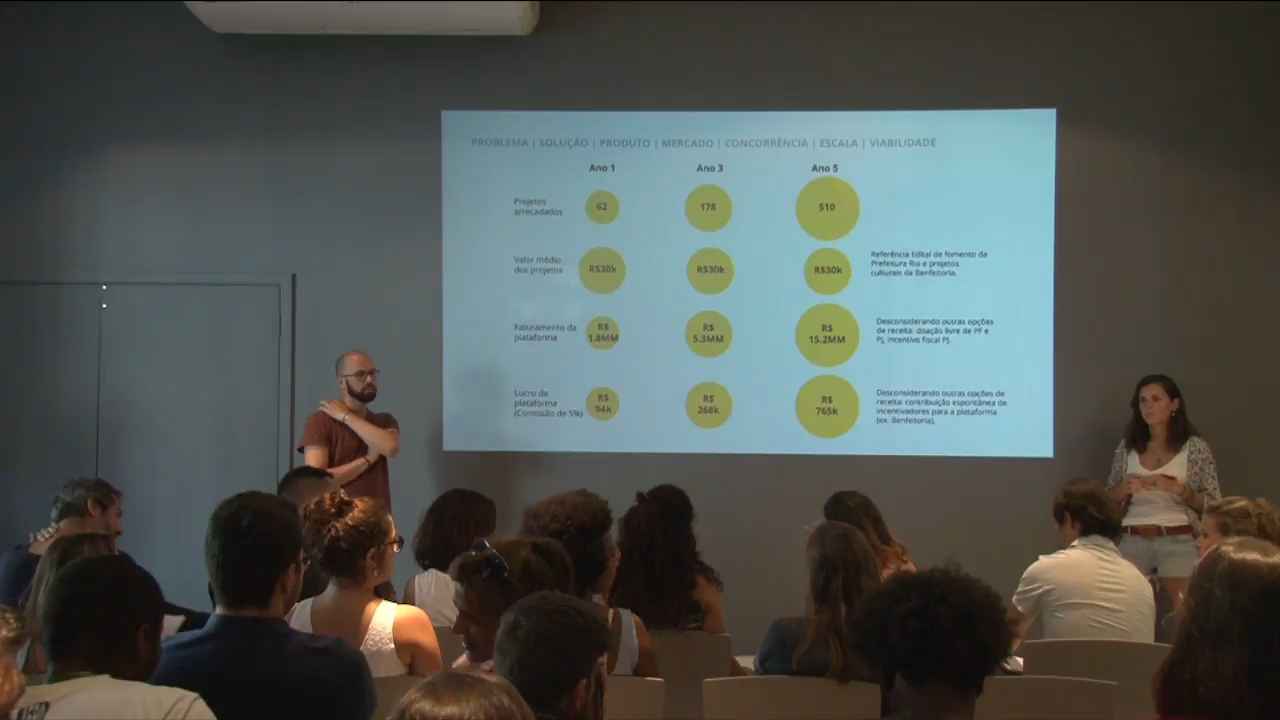 PROBLEMA | SOLUÇÃO | PRODUTO | MERCADO | CONCORRÊNCIA | ESCALA | VIABILIDADE
Ano 1
Ano 3
Ano 5
Projetos
arrecadados
62
178
510
Valor médio
dos projetos
R$30k
R$30k
R$30k
Referência Edital de fomento da
Prefeitura Rio e projetos
culturais da Benfeitoria.
Faturamento da
plataforma
R$
1.8MM
R$
5.3MM
R$
15.2MM
Desconsiderando outras opções
de receita: doação livre de PF e
PJ, incentivo fiscal PJ.
Lucro da
plataforma
(Comissão de 5%)
R$
94k
R$
268k
R$
765k
Desconsiderando outras opções de
receita: contribuição espontânea de
incentivadores para a plataforma
(ex. Benfeitoria).